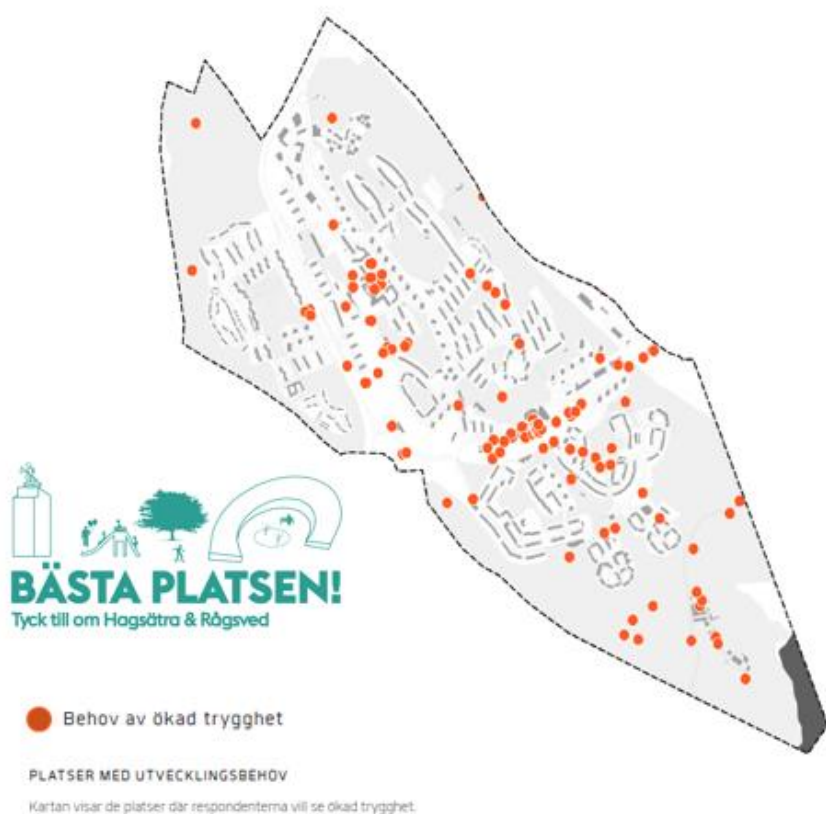 BÄSTA PLATSEN!
Tyck till om Hagsätra & Rågsved
Behov av ökad trygghet
PLATSER MED UTVECKLINGSBEHOV
Kartan visar de platser där respondenterna vill se ökad trygghet.